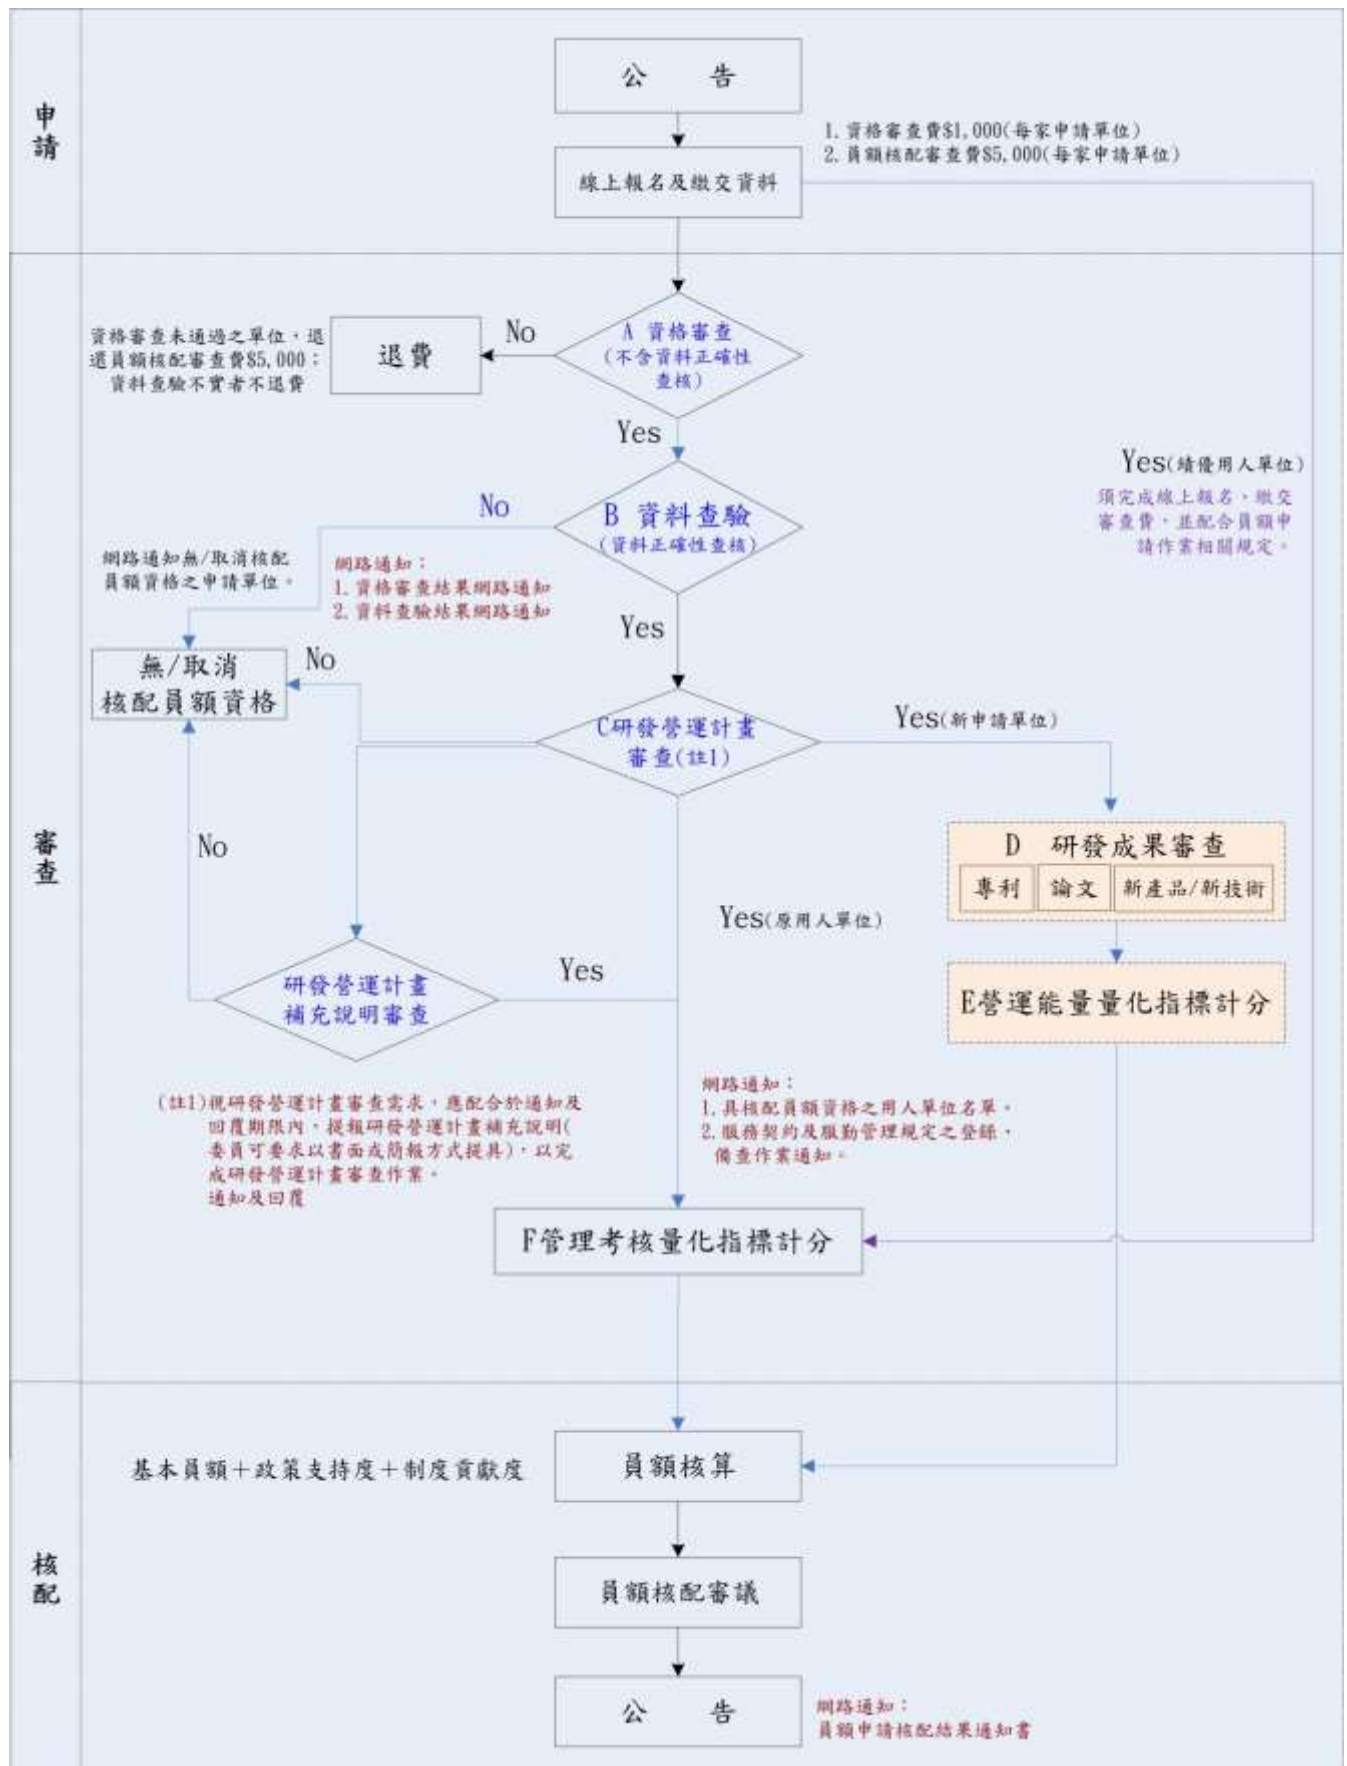 申
請
公 告
1. 資格審查費$1,000(每家申請單位)
2. 員額核配審查費$5,000(每家申請單位)
線上報名及繳交資料
審
查
A 資格審查
(不含資料正確性
查核)
No
退費
資格審查未通過之單位，退
還員額核配審查費$5,000；
資料查驗不實者不退費
Yes
Yes(績優用人單位)
須完成線上報名、繳交
審查費，並配合員額申
請作業相關規定。
B 資料查驗
(資料正確性查核)
No
網路通知無/取消核配
員額資格之申請單位。
網路通知：
1. 資格審查結果網路通知
2. 資料查驗結果網路通知
Yes
無/取消
核配員額資格
No
C研發營運計畫
審查(註1)
Yes(新申請單位)
D 研發成果審查
專利
論文
新產品/新技術
No
Yes(原用人單位)
研發營運計畫
補充說明審查
Yes
E營運能量量化指標計分
(註1)視研發營運計畫審查需求，應配合於通知及
回覆期限內，提報研發營運計畫補充說明(
委員可要求以書面或簡報方式提具)，以完
成研發營運計畫審查作業。
通知及回覆
網路通知：
1. 具核配員額資格之用人單位名單。
2. 服務契約及服勤管理規定之登錄、
備查作業通知。
F管理考核量化指標計分
核
配
基本員額＋政策支持度＋制度貢獻度
員額核算
員額核配審議
公 告
網路通知：
員額申請核配結果通知書